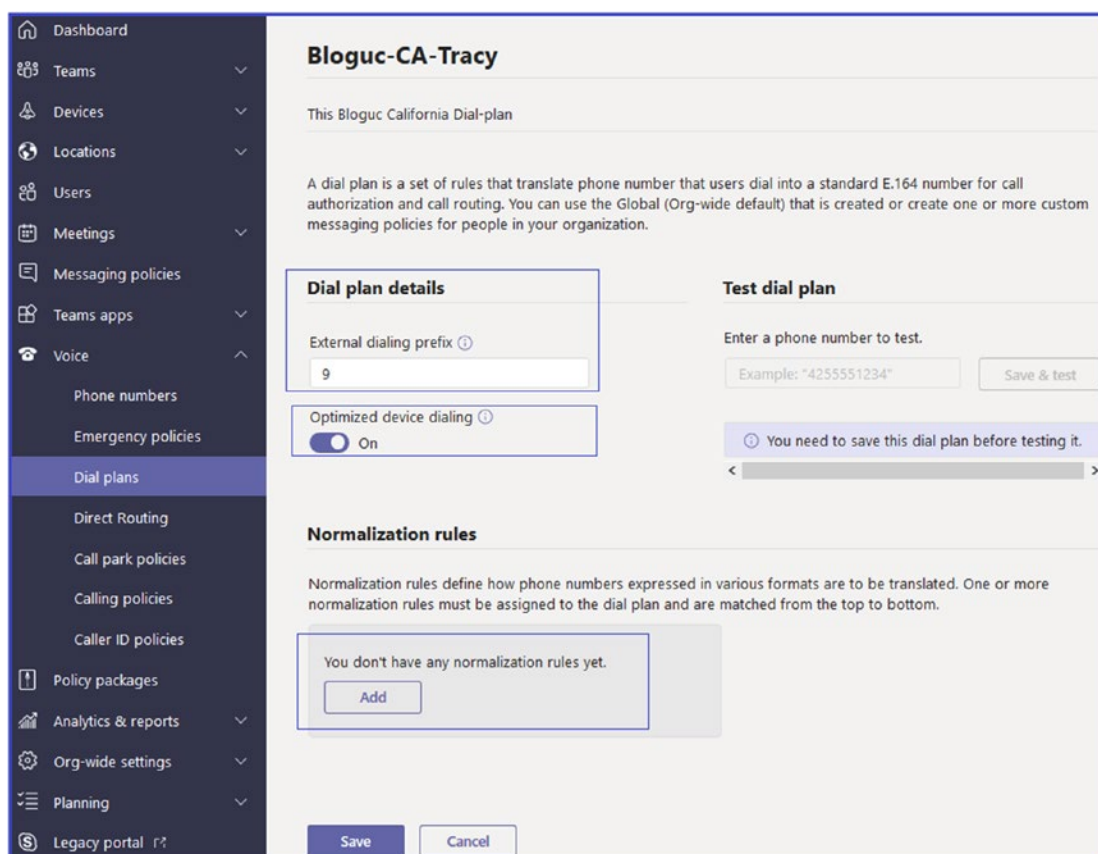 Dashboard
Teams
Devices
Locations
Users
Meetings
Messaging policies
Teams apps
Voice
Phone numbers
Emergency policies
Dial plans
Direct Routing
Call park policies
Calling policies
Caller ID policies
Policy packages
Analytics & reports
Org-wide settings
Planning
Legacy portal
Bloguc-CA-Tracy
This Bloguc California Dial-plan
A dial plan is a set of rules that translate phone number that users dial into a standard E.164 number for call
authorization and call routing. You can use the Global (Org-wide default) that is created or create one or more custom
messaging policies for people in your organization.
Dial plan details
External dialing prefix
9
Optimized device dialing
On
Test dial plan
Enter a phone number to test.
Example: "4255551234"
Save & test
You need to save this dial plan before testing it.
Normalization rules
Normalization rules define how phone numbers expressed in various formats are to be translated. One or more
normalization rules must be assigned to the dial plan and are matched from the top to bottom.
You don't have any normalization rules yet.
Add
Save
Cancel